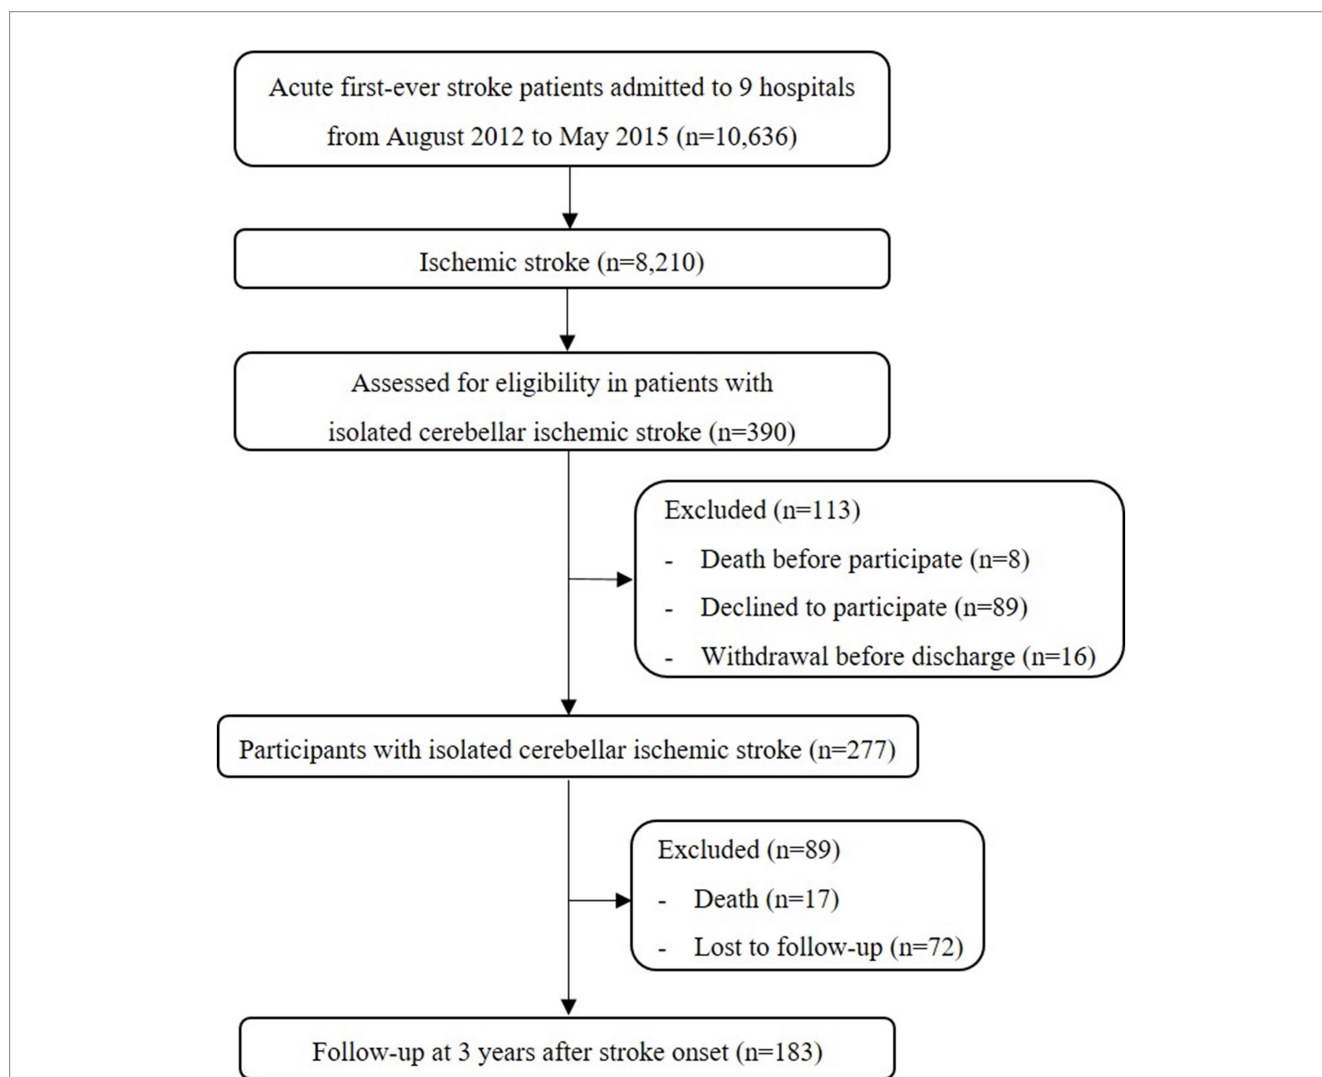 Acute first-ever stroke patients admitted to 9 hospitals
from August 2012 to May 2015 (n=10,636)
Ischemic stroke (n=8,210)
Assessed for eligibility in patients with
isolated cerebellar ischemic stroke (n=390)
Excluded (n=113)
- Death before participate (n=8)
- Declined to participate (n=89)
- Withdrawal before discharge (n=16)
Participants with isolated cerebellar ischemic stroke (n=277)
Excluded (n=89)
- Death (n=17)
- Lost to follow-up (n=72)
Follow-up at 3 years after stroke onset (n=183)